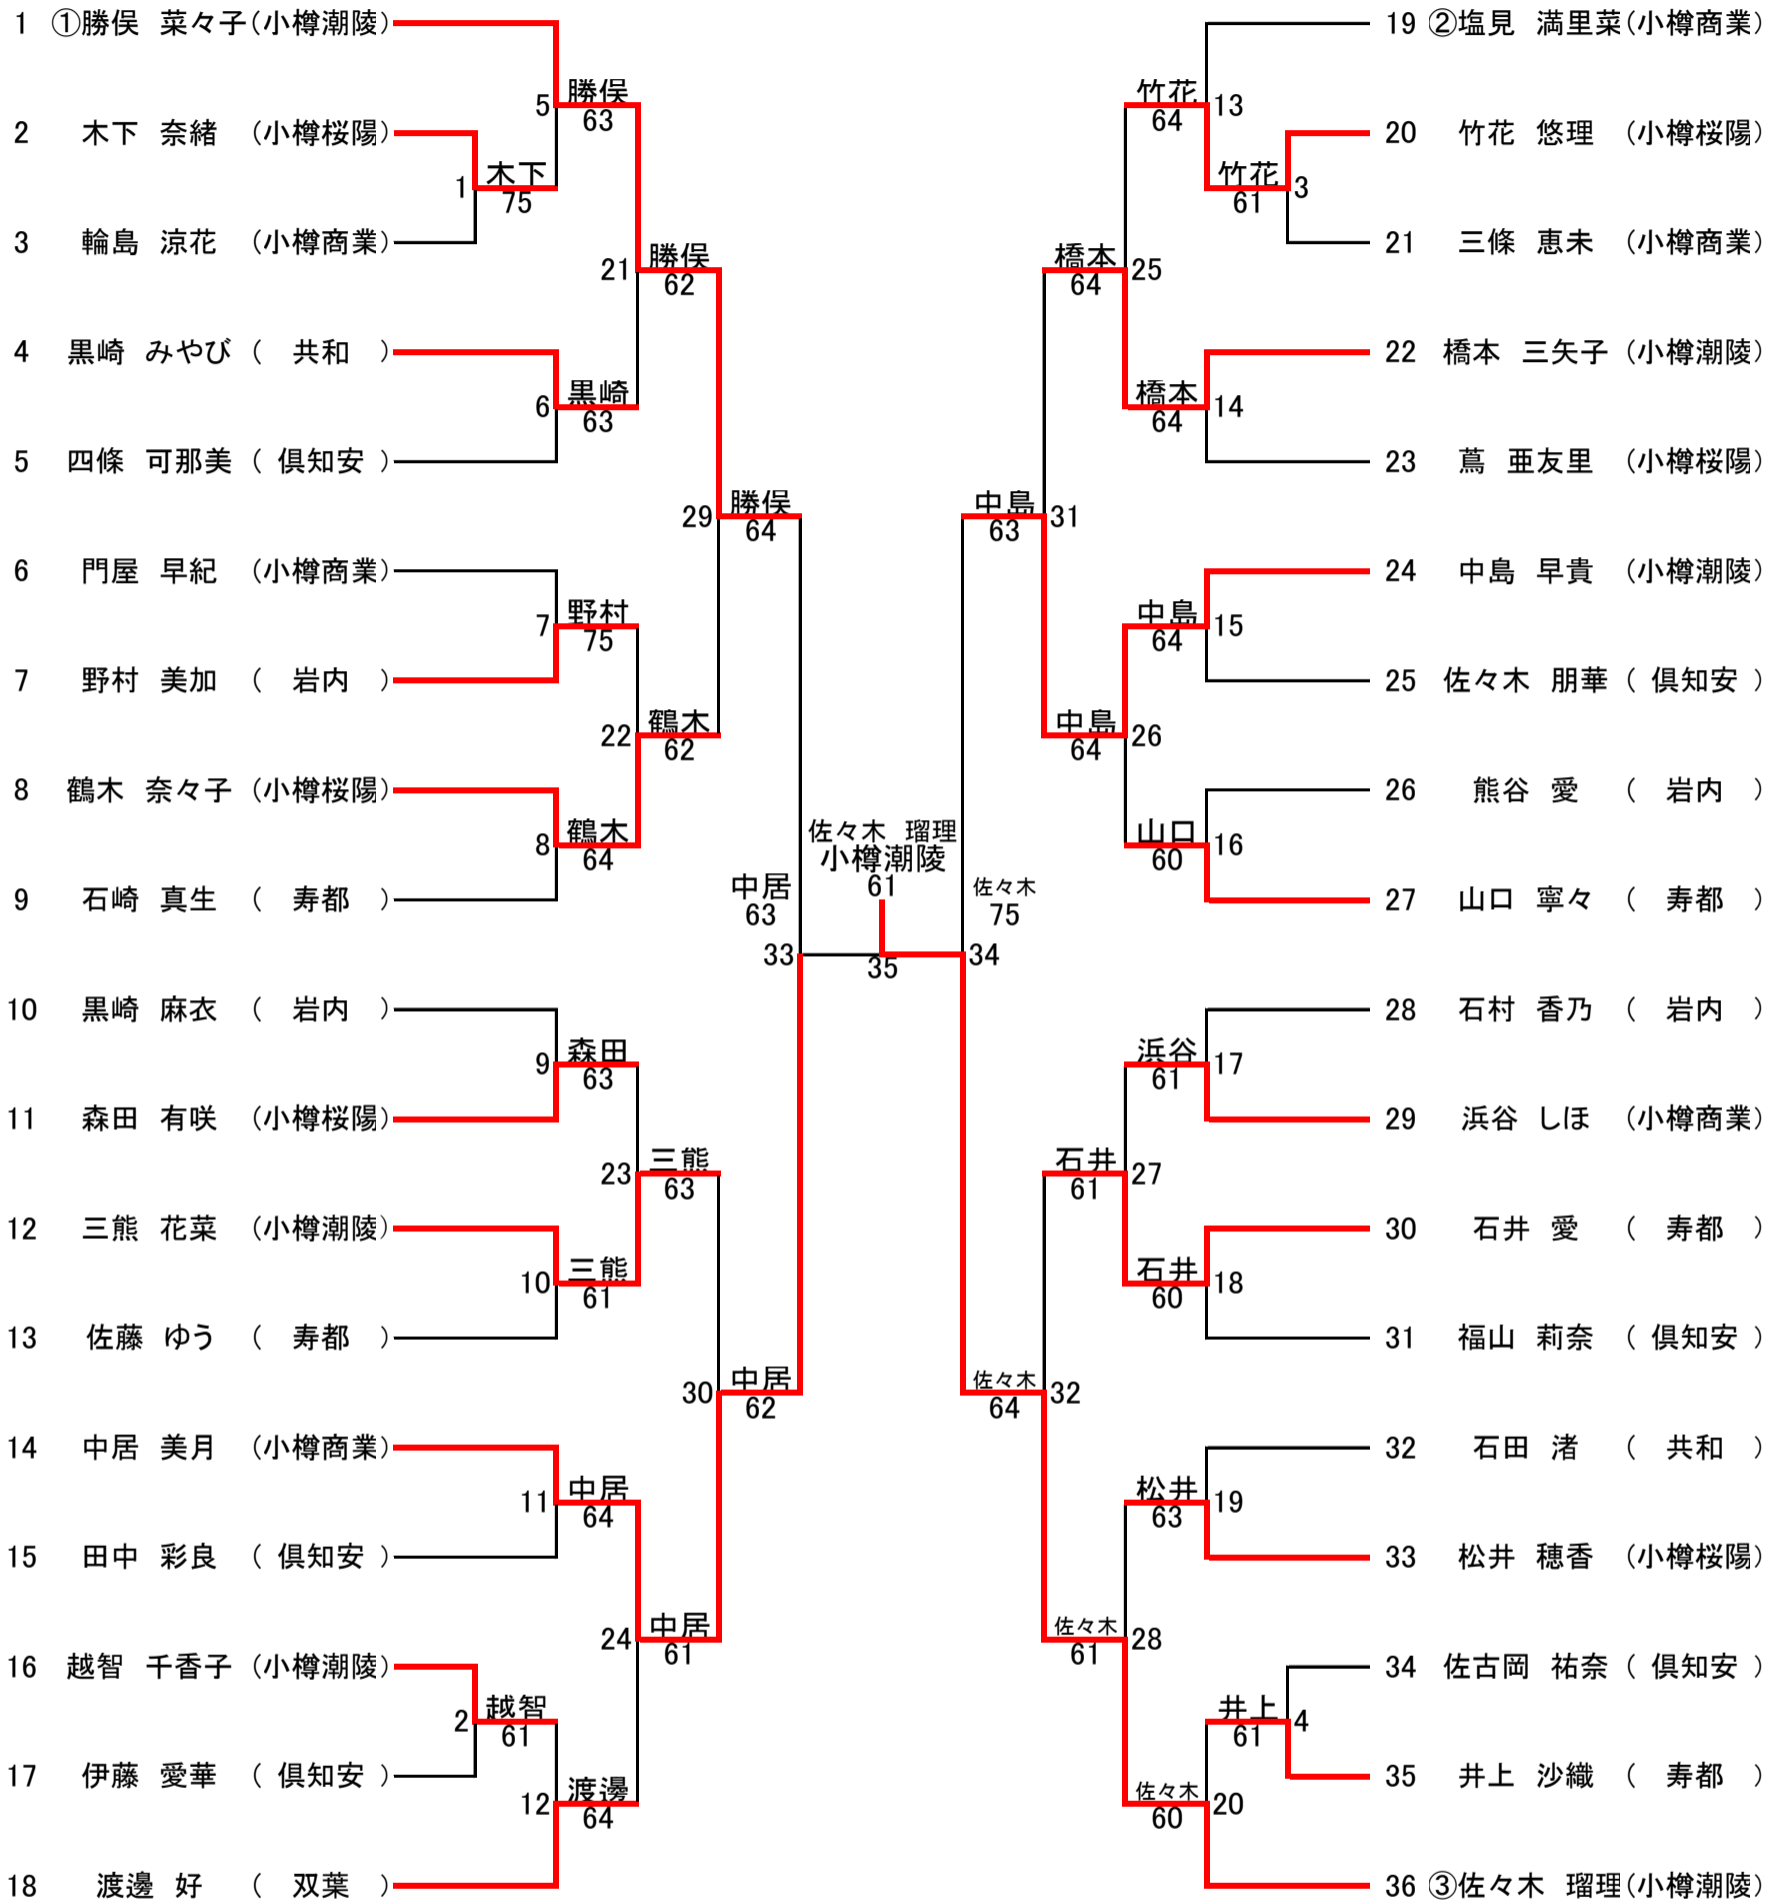 1 ①勝俣 菜々子(小樽潮陵)
5 勝俣
63
2 木下 奈緒 (小樽桜陽)
1 木下
75
3 輪島 涼花 (小樽商業)
21 勝俣
62
4 黒崎 みやび ( 共和 )
6 黒崎
63
5 四條 可那美 ( 倶知安 )
29 勝俣
64
6 門屋 早紀 (小樽商業)
7 野村
75
7 野村 美加 ( 岩内 )
22 鶴木
62
8 鶴木 奈々子 (小樽桜陽)
8 鶴木
64
9 石崎 真生 ( 寿都 )
中居
63
33
10 黒崎 麻衣 ( 岩内 )
9 森田
63
11 森田 有咲 (小樽桜陽)
23 三熊
63
12 三熊 花菜 (小樽潮陵)
10 三熊
61
13 佐藤 ゆう ( 寿都 )
30 中居
62
14 中居 美月 (小樽商業)
11 中居
64
15 田中 彩良 ( 倶知安 )
24 中居
61
16 越智 千香子 (小樽潮陵)
2 越智
61
17 伊藤 愛華 ( 倶知安 )
12 渡邊
64
18 渡邊 好 ( 双葉 )
佐々木 瑠理
小樽潮陵
61
35
19 ②塩見 満里菜(小樽商業)
竹花 13
64
20 竹花 悠理 (小樽桜陽)
竹花 3
61
21 三條 恵未 (小樽商業)
橋本 25
64
22 橋本 三矢子 (小樽潮陵)
橋本 14
64
23 蔦 亜友里 (小樽桜陽)
中島 31
63
24 中島 早貴 (小樽潮陵)
中島 15
64
25 佐々木 朋華 ( 倶知安 )
中島 26
64
26 熊谷 愛 ( 岩内 )
山口 16
60
27 山口 寧々 ( 寿都 )
佐々木
75
34
28 石村 香乃 ( 岩内 )
浜谷 17
61
29 浜谷 しほ (小樽商業)
石井 27
61
30 石井 愛 ( 寿都 )
石井 18
60
31 福山 莉奈 ( 倶知安 )
佐々木 32
64
32 石田 渚 ( 共和 )
松井 19
63
33 松井 穂香 (小樽桜陽)
佐々木 28
61
34 佐古岡 祐奈 ( 倶知安 )
井上 4
61
35 井上 沙織 ( 寿都 )
佐々木 20
60
36 ③佐々木 瑠理(小樽潮陵)